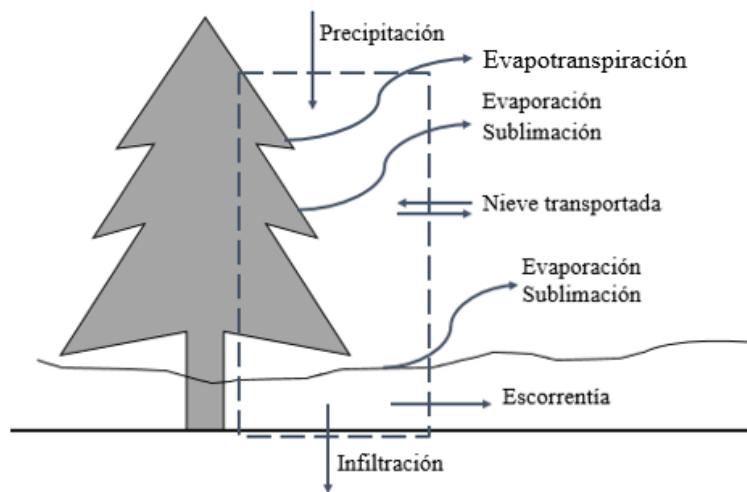 Precipitación
Evapotranspiración
Evaporación
Sublimación
Nieve transportada
Evaporación
Sublimación
Escorrentía
Infiltración